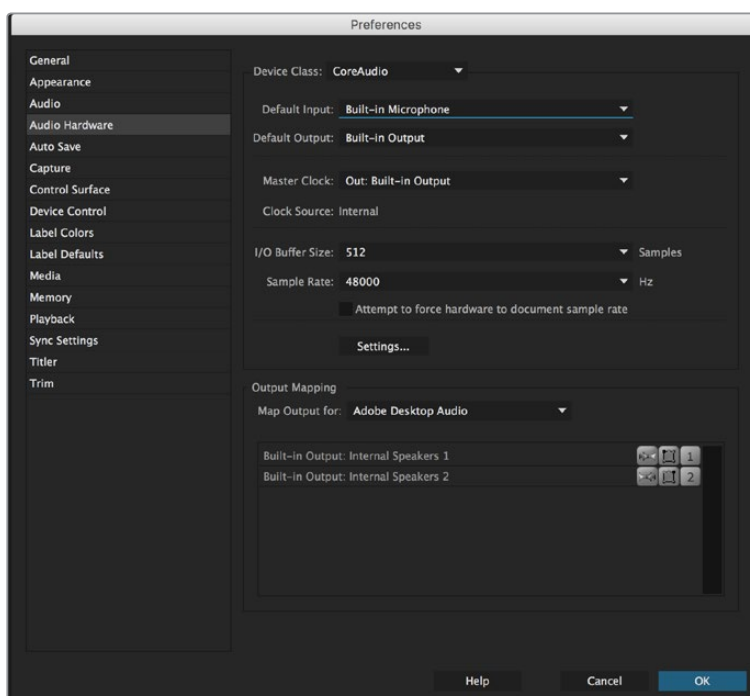 Preferences
General
Appearance
Audio
Audio Hardware
Auto Save
Capture
Control Surface
Device Control
Label Colors
Label Defaults
Media
Memory
Playback
Sync Settings
Titler
Trim
Device Class: CoreAudio
Default Input: Built-in Microphone
Default Output: Built-in Output
Master Clock: Out: Built-in Output
Clock Source: Internal
I/O Buffer Size: 512 Samples
Sample Rate: 48000 Hz
Attempt to force hardware to document sample rate
Settings...
Output Mapping
Map Output for: Adobe Desktop Audio
Built-in Output: Internal Speakers 1 1
Built-in Output: Internal Speakers 2 2
Help Cancel OK